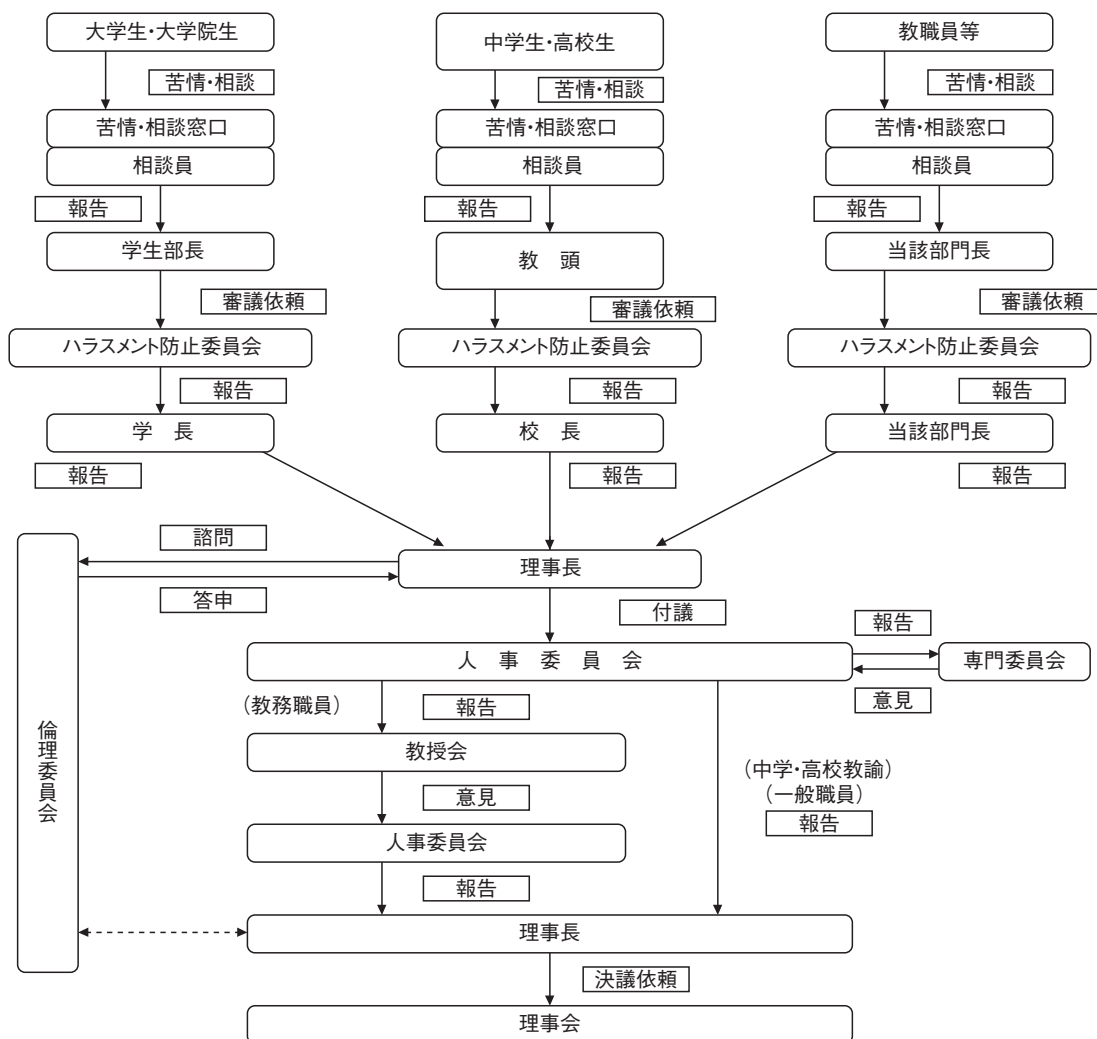 大学生・大学院生
中学生・高校生
教職員等
苦情・相談
苦情・相談
苦情・相談
苦情・相談窓口
苦情・相談窓口
苦情・相談窓口
相談員
相談員
相談員
報告
報告
報告
学生部長
教　頭
当該部門長
審議依頼
審議依頼
審議依頼
ハラスメント防止委員会
ハラスメント防止委員会
ハラスメント防止委員会
報告
報告
報告
学　長
校　長
当該部門長
報告
報告
報告
諮問
理事長
答申
付議
報告
人　事　委　員　会
専門委員会
意見
(教務職員)
報告
倫理委員会
教授会
(中学・高校教諭)
(一般職員)
意見
報告
人事委員会
報告
理事長
決議依頼
理事会